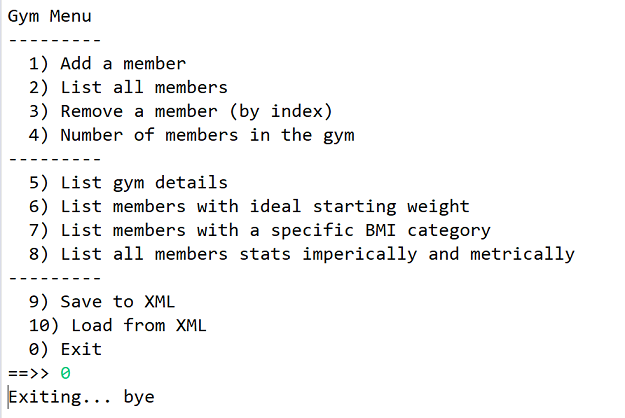 Gym Menu
---------
  1) Add a member
  2) List all members
  3) Remove a member (by index)
  4) Number of members in the gym
---------
  5) List gym details
  6) List members with ideal starting weight
  7) List members with a specific BMI category
  8) List all members stats imperically and metrically
---------
  9) Save to XML
  10) Load from XML
  0) Exit
==>> 0
Exiting... bye